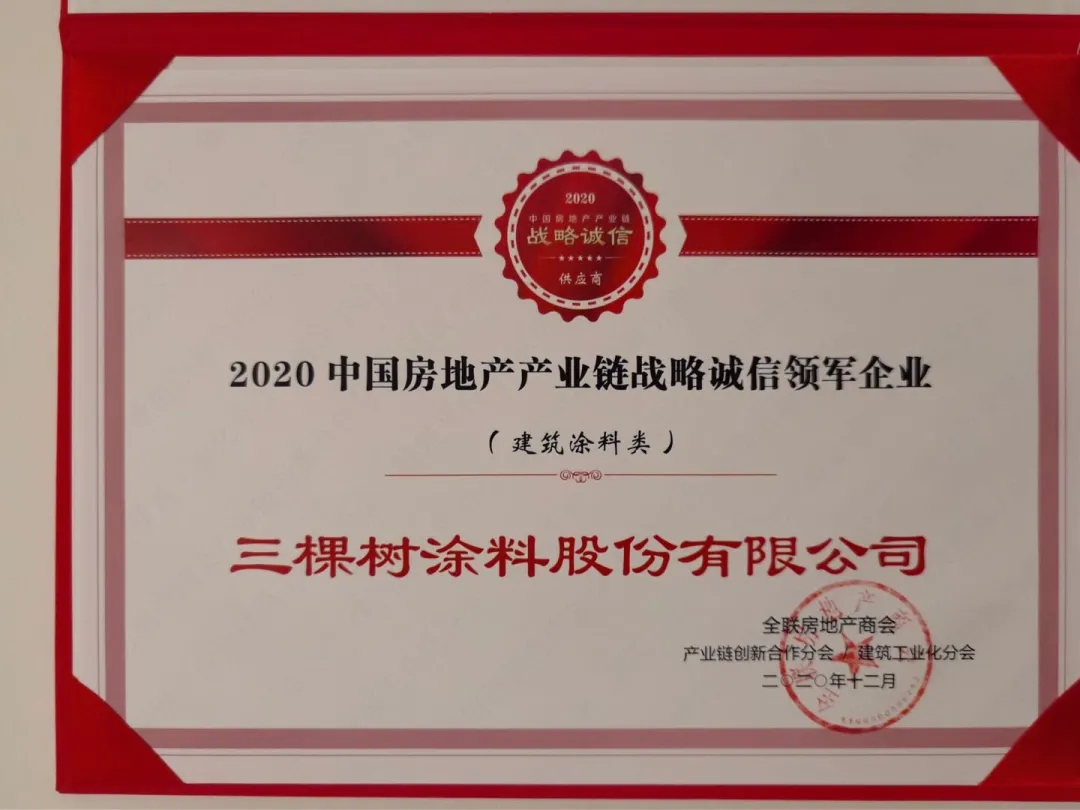 2020
中国房地产产业链
战略诚信
供应商
2020 中国房地产产业链战略诚信领军企业
（建筑涂料类）
三棵树涂料股份有限公司
全联房地产商会
产业链创新合作分会 / 建筑工业化分会
二〇二〇年十二月